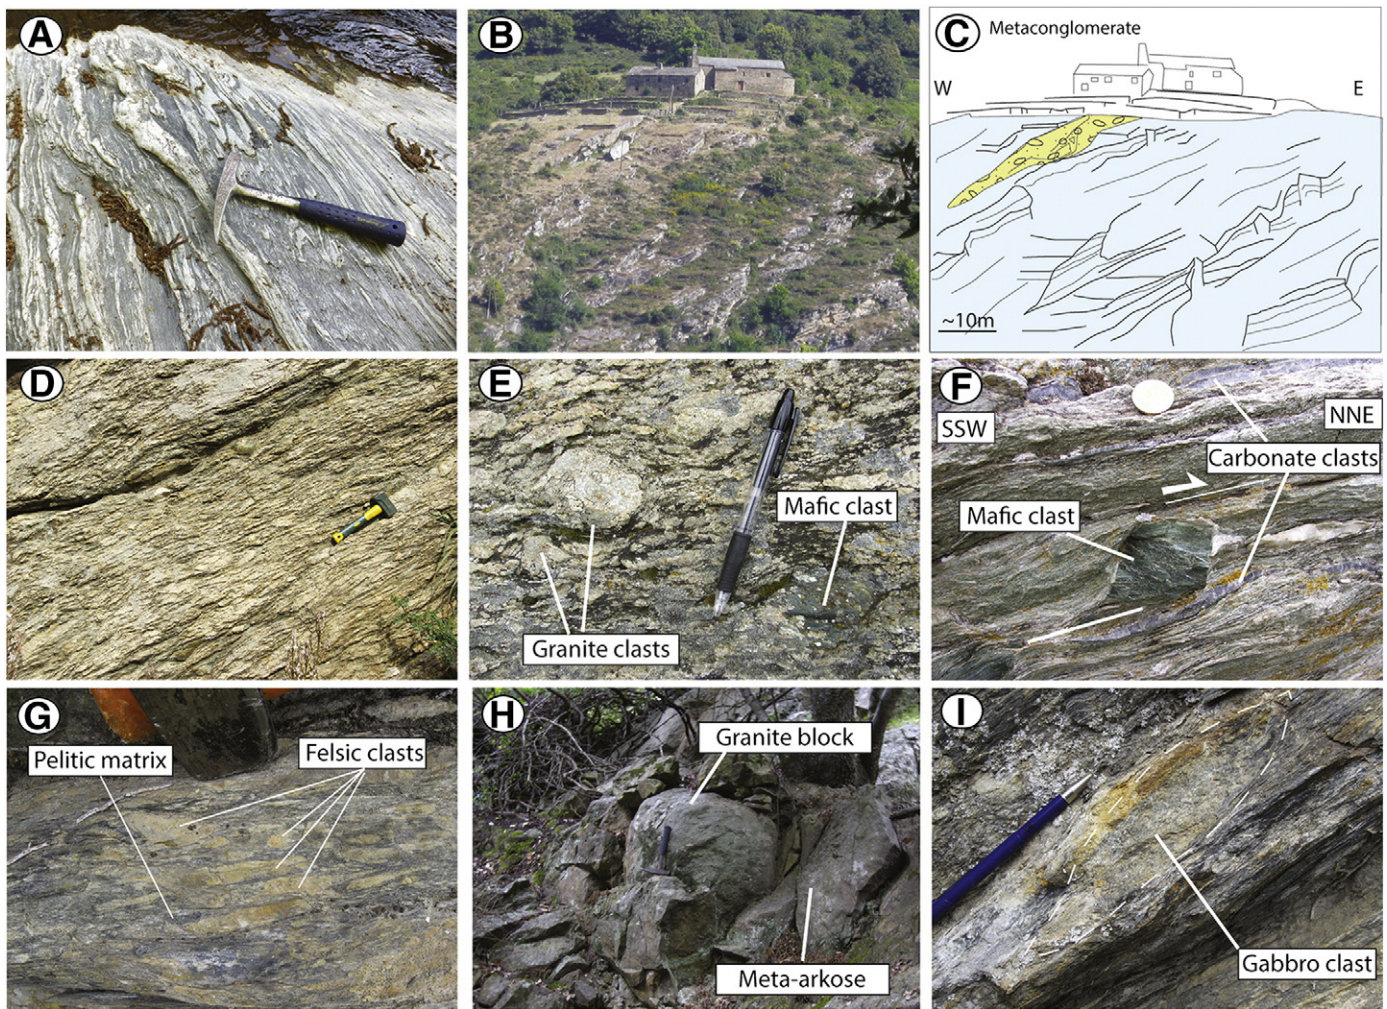 A
B
C
Metaconglomerate
W
E
~10m
D
E
Mafic clast
Granite clasts
F
SSW
NNE
Carbonate clasts
Mafic clast
G
Pelitic matrix
Felsic clasts
H
Granite block
Meta-arkose
I
Gabbro clast